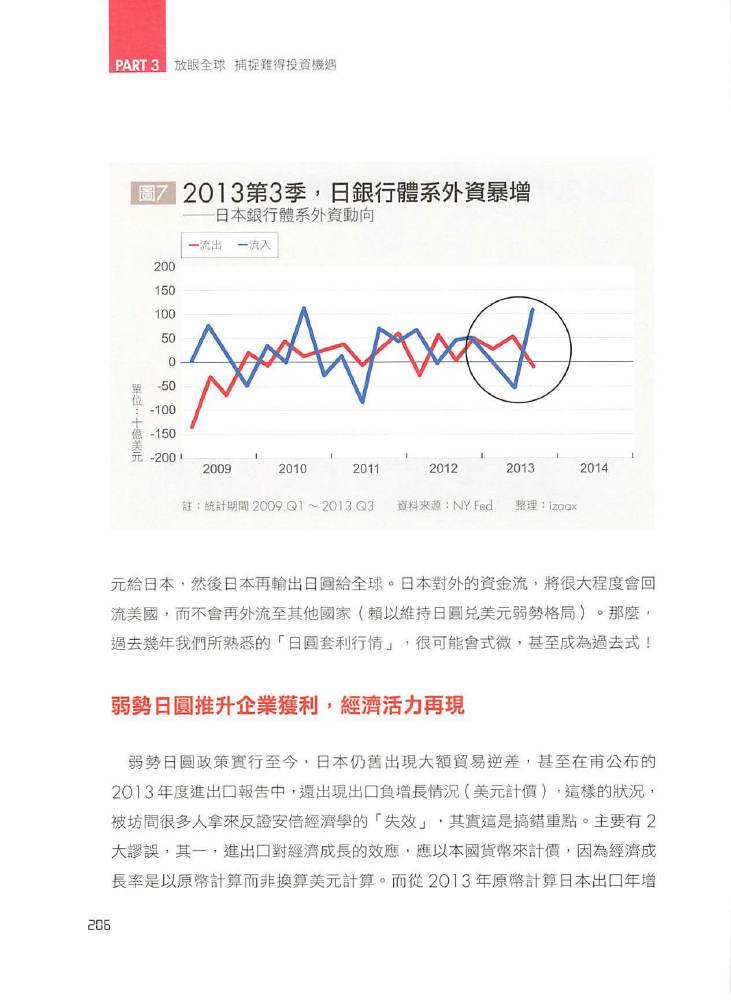 PART 3 放眼全球 捕捉難得投資機遇
圖7 2013第3季，日銀行體系外資暴增
——日本銀行體系外資動向
流出 流入
200
150
100
50
0
-50
-100
-150
-200
單位：十億美元
2009 2010 2011 2012 2013 2014
註：統計期間 2009.Q1～2013.Q3 資料來源：NY Fed 整理：izaax
元給日本，然後日本再輸出日圓給全球。日本對外的資金流，將很大程度會回
流美國，而不會再外流至其他國家（賴以維持日圓兌美元弱勢格局）。那麼，
過去幾年我們所熟悉的「日圓套利行情」，很可能會式微，甚至成為過去式！
弱勢日圓推升企業獲利，經濟活力再現
弱勢日圓政策實行至今，日本仍舊出現大額貿易逆差，甚至在甫公布的
2013年度進出口報告中，還出現出口負增長情況（美元計價），這樣的狀況，
被坊間很多人拿來反證安倍經濟學的「失效」，其實這是搞錯重點。主要有2
大謬誤，其一，進出口對經濟成長的效應，應以本國貨幣來計價，因為經濟成
長率是以原幣計算而非換算美元計算。而從2013年原幣計算日本出口年增
206